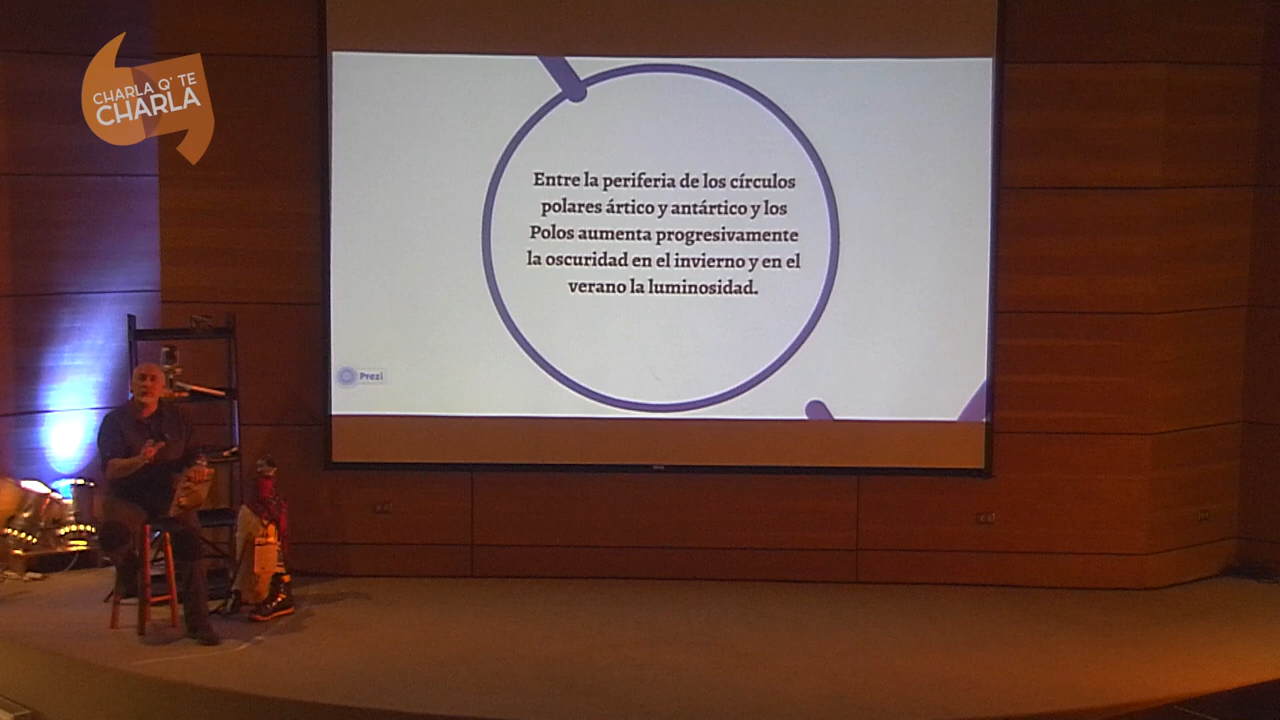 CHARLA Q' TE
CHARLA
Entre la periferia de los círculos
polares ártico y antártico y los
Polos aumenta progresivamente
la oscuridad en el invierno y en el
verano la luminosidad.
Prezi